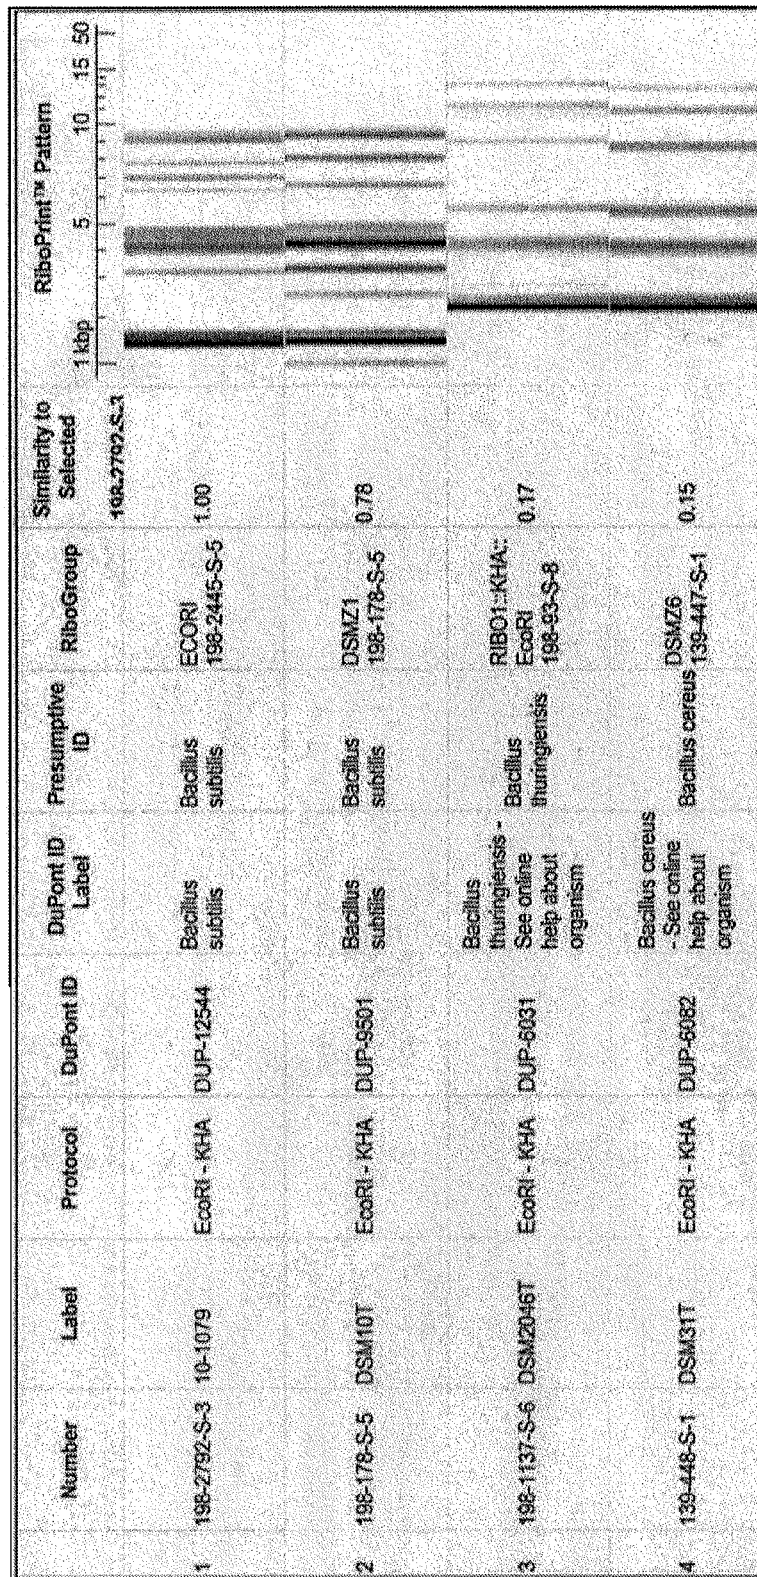 Number Label Protocol DuPont ID DuPont ID Presumptive RiboGroup Similarity to RiboPrint™ Pattern
Label ID Selected
198-2792-S-3 1 kbp 5 10 15 50
1 198-2792-S-3 10-1079 EcoRI - KHA DUP-12544 Bacillus Bacillus ECORI 1.00
subtilis subtilis 198-2445-S-5
2 198-178-S-5 DSM10T EcoRI - KHA DUP-9501 Bacillus Bacillus DSMZ1 0.78
subtilis subtilis 198-178-S-5
3 198-1137-S-6 DSM2046T EcoRI - KHA DUP-6031 Bacillus Bacillus RIBO1::KHA:: 0.17
thuringiensis - thuringiensis EcoRI
See online 198-93-S-8
help about
organism
4 139-448-S-1 DSM31T EcoRI - KHA DUP-6082 Bacillus cereus Bacillus cereus DSMZ6 0.15
- See online 139-447-S-1
help about
organism